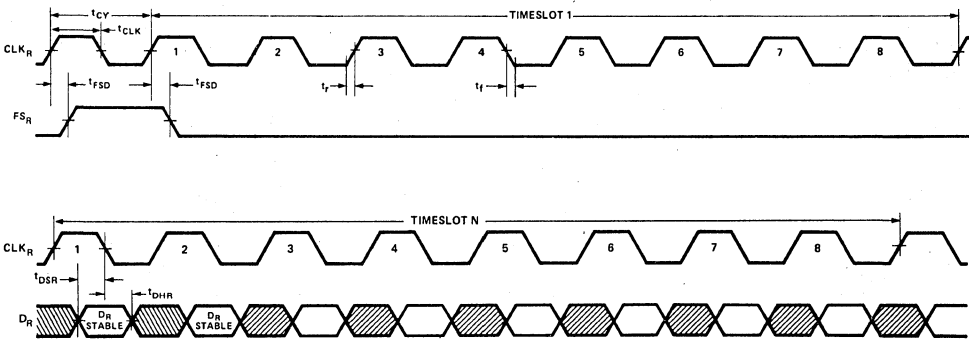 tCY
TIMESLOT 1
tCLK
CLKR
1 2 3 4 5 6 7 8
tFSD tFSD tr tf
FSR
TIMESLOT N
CLKR
1 2 3 4 5 6 7 8
tDSR
tDHR
DR
DR STABLE
DR STABLE